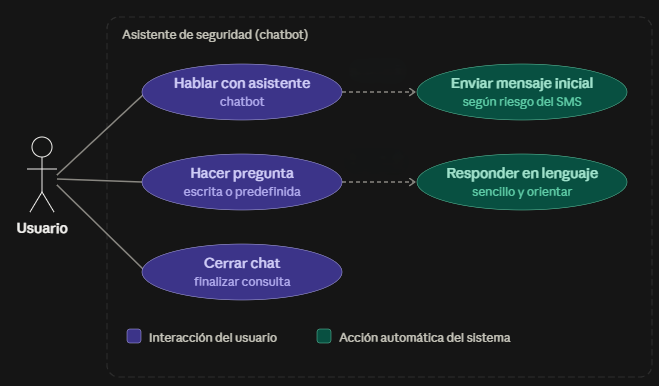 Asistente de seguridad (chatbot)
Hablar con asistente
chatbot
Enviar mensaje inicial
según riesgo del SMS
Hacer pregunta
escrita o predefinida
Responder en lenguaje
sencillo y orientar
Usuario
Cerrar chat
finalizar consulta
Interacción del usuario
Acción automática del sistema